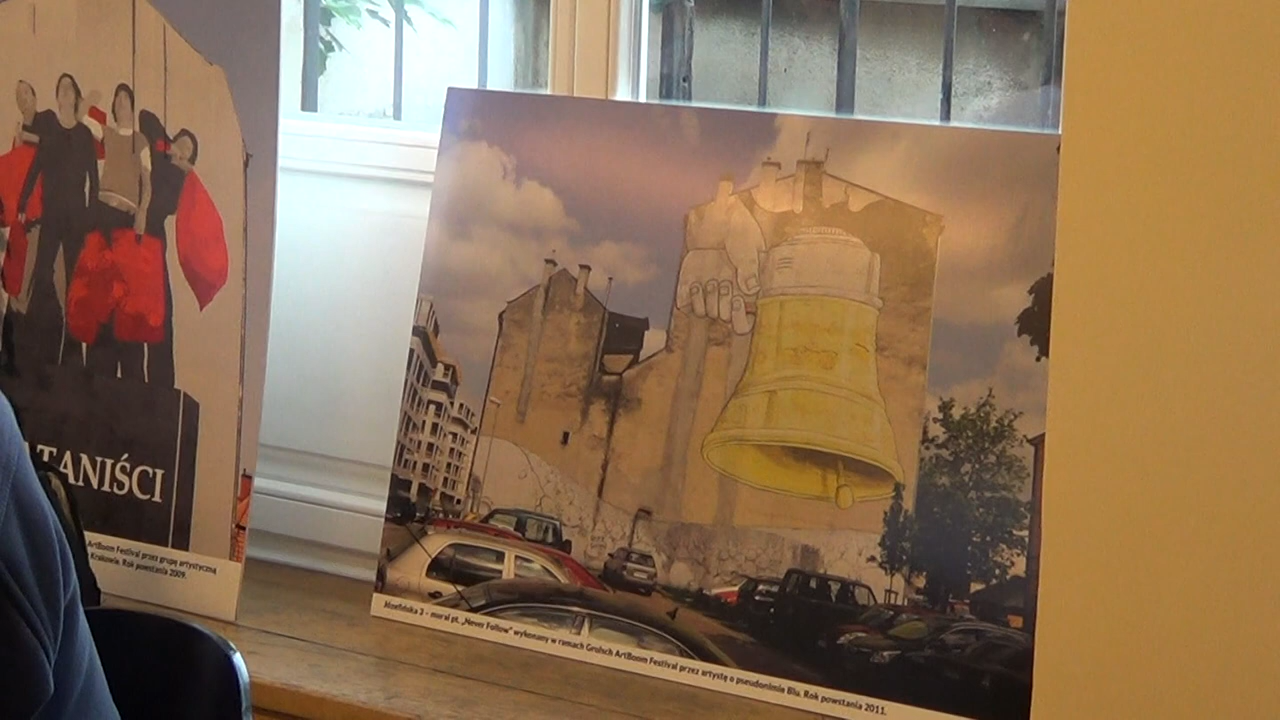 TANIŚCI
ArtBoom Festival przez grupę artystyczną
Krakowie. Rok powstania 2009.
Józefińska 3 - mural pt. „Never Follow" wykonany w ramach Grolsch ArtBoom Festival przez artystę o pseudonimie Blu. Rok powstania 2011.